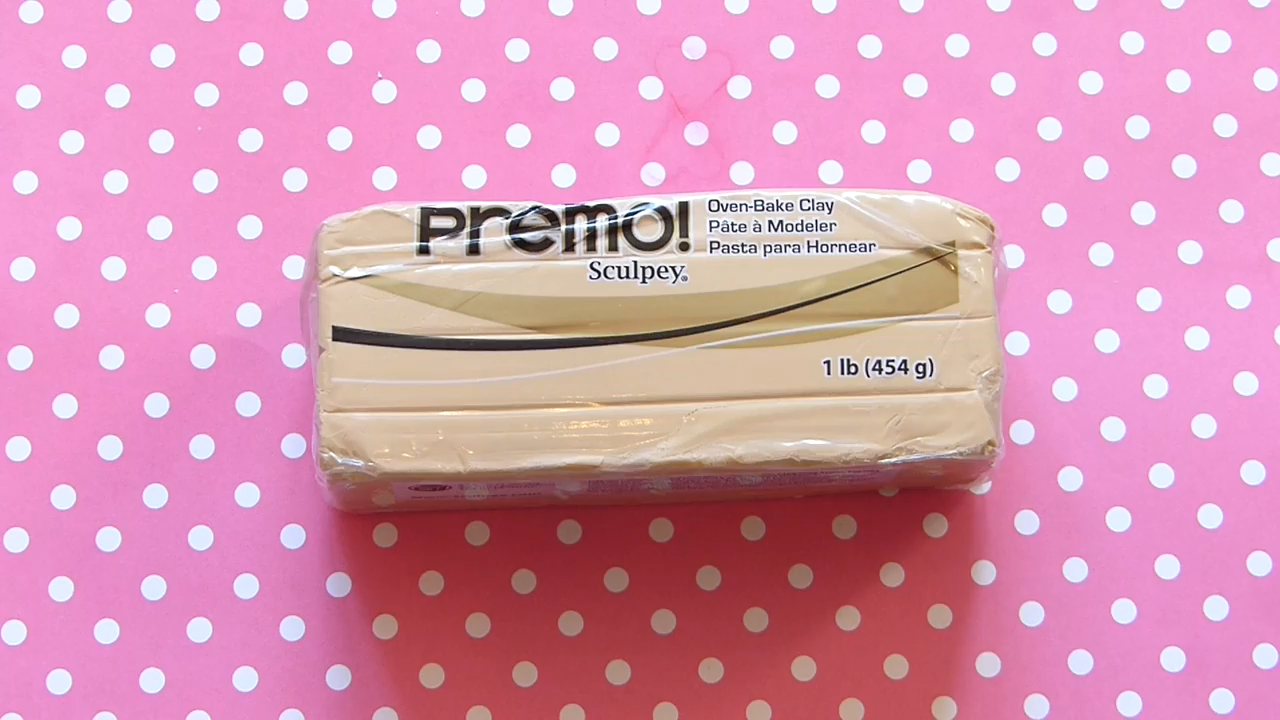 Premo!
Sculpey®
Oven-Bake Clay
Pâte à Modeler
Pasta para Hornear
1 lb (454 g)